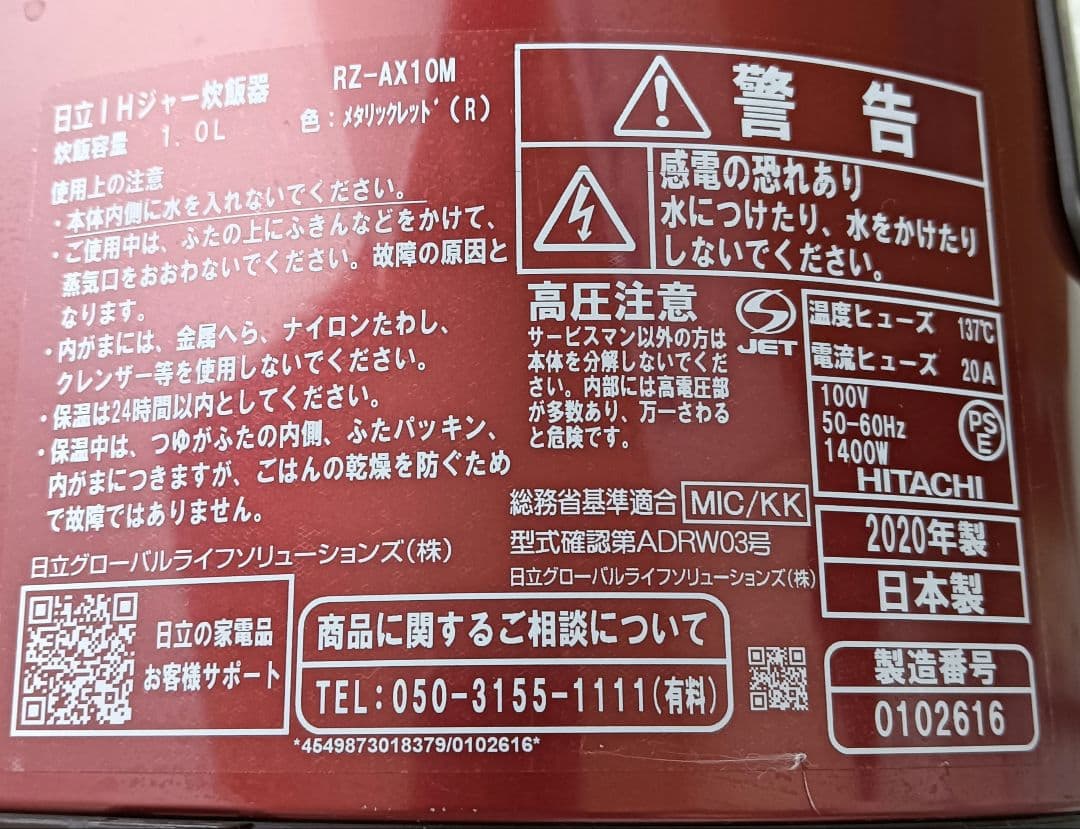 日立IHジャー炊飯器 RZ-AX10M
炊飯容量 1.0L 色：メタリックレッド（R）
使用上の注意
・本体内側に水を入れないでください。
・ご使用中は、ふたの上にふきんなどをかけて、
蒸気口をおおわないでください。故障の原因と
なります。
・内がまには、金属へら、ナイロンたわし、
クレンザー等を使用しないでください。
・保温は24時間以内としてください。
・保温中は、つゆがふたの内側、ふたパッキン、
内がまにつきますが、ごはんの乾燥を防ぐため
で故障ではありません。
日立グローバルライフソリューションズ（株）
警告
感電の恐れあり
水につけたり、水をかけたり
しないでください。
高圧注意
サービスマン以外の方は
本体を分解しないでくだ
さい。内部には高電圧部
が多数あり、万一さわる
と危険です。
JET
温度ヒューズ 137℃
電流ヒューズ 20A
100V
50-60Hz
1400W
PS
E
HITACHI
総務省基準適合 MIC/KK
型式確認第ADRW03号
日立グローバルライフソリューションズ（株）
2020年製
日本製
日立の家電品
お客様サポート
商品に関するご相談について
TEL：050-3155-1111（有料）
*4549873018379/0102616*
製造番号
0102616